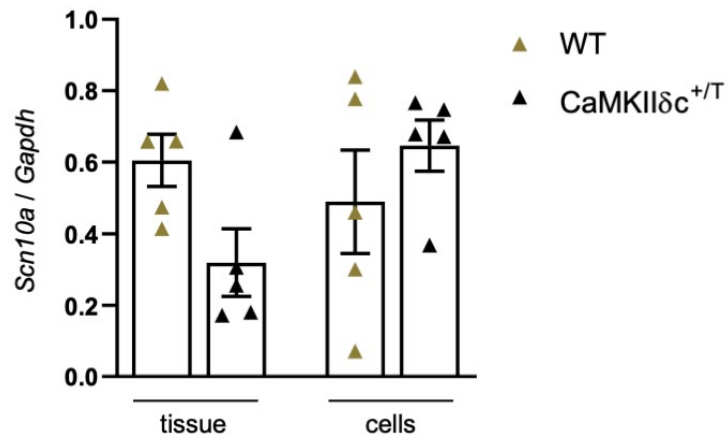 Scn10a / Gapdh
1.0
0.8
0.6
0.4
0.2
0.0
tissue
cells
WT
CaMKIIδc+/T